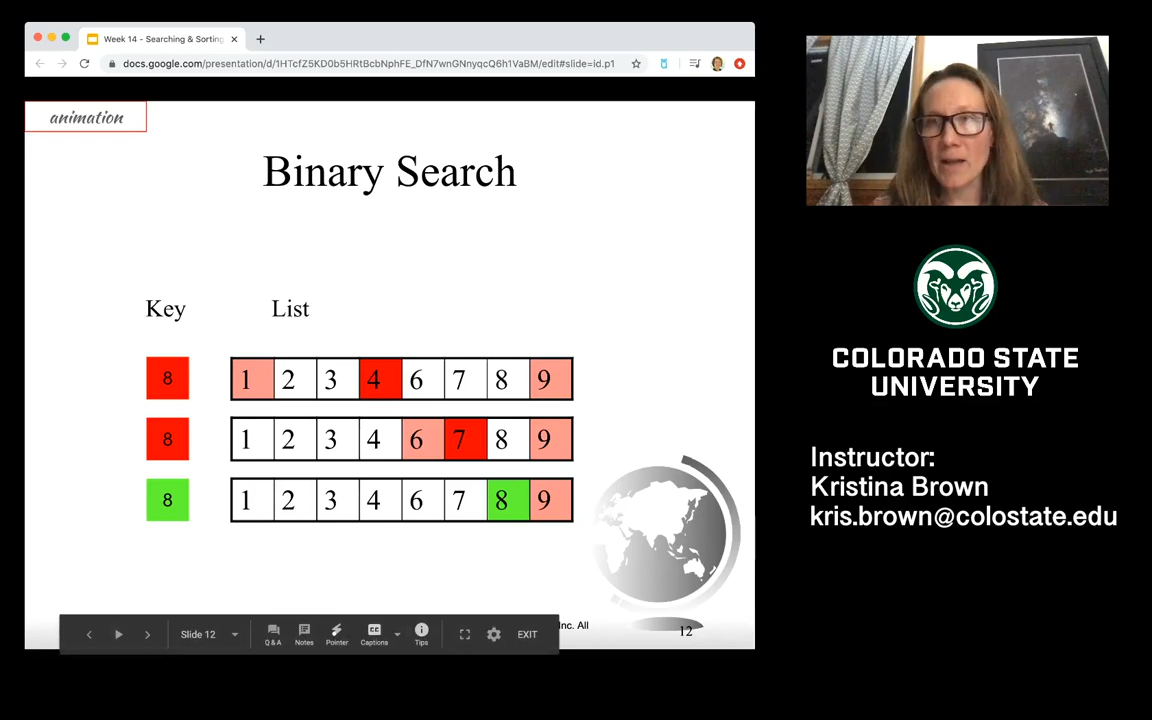 Week 14 - Searching & Sorting
docs.google.com/presentation/d/1HTcfZ5KD0b5HRtBcbNphFE_DfN7wnGNnyqcQ6h1VaBM/edit#slide=id.p1
animation
Binary Search
Key List
8 1 2 3 4 6 7 8 9
8 1 2 3 4 6 7 8 9
8 1 2 3 4 6 7 8 9
Inc. All
12
Slide 12
Q&A Notes Pointer Captions Tips EXIT
COLORADO STATE
UNIVERSITY
Instructor:
Kristina Brown
kris.brown@colostate.edu